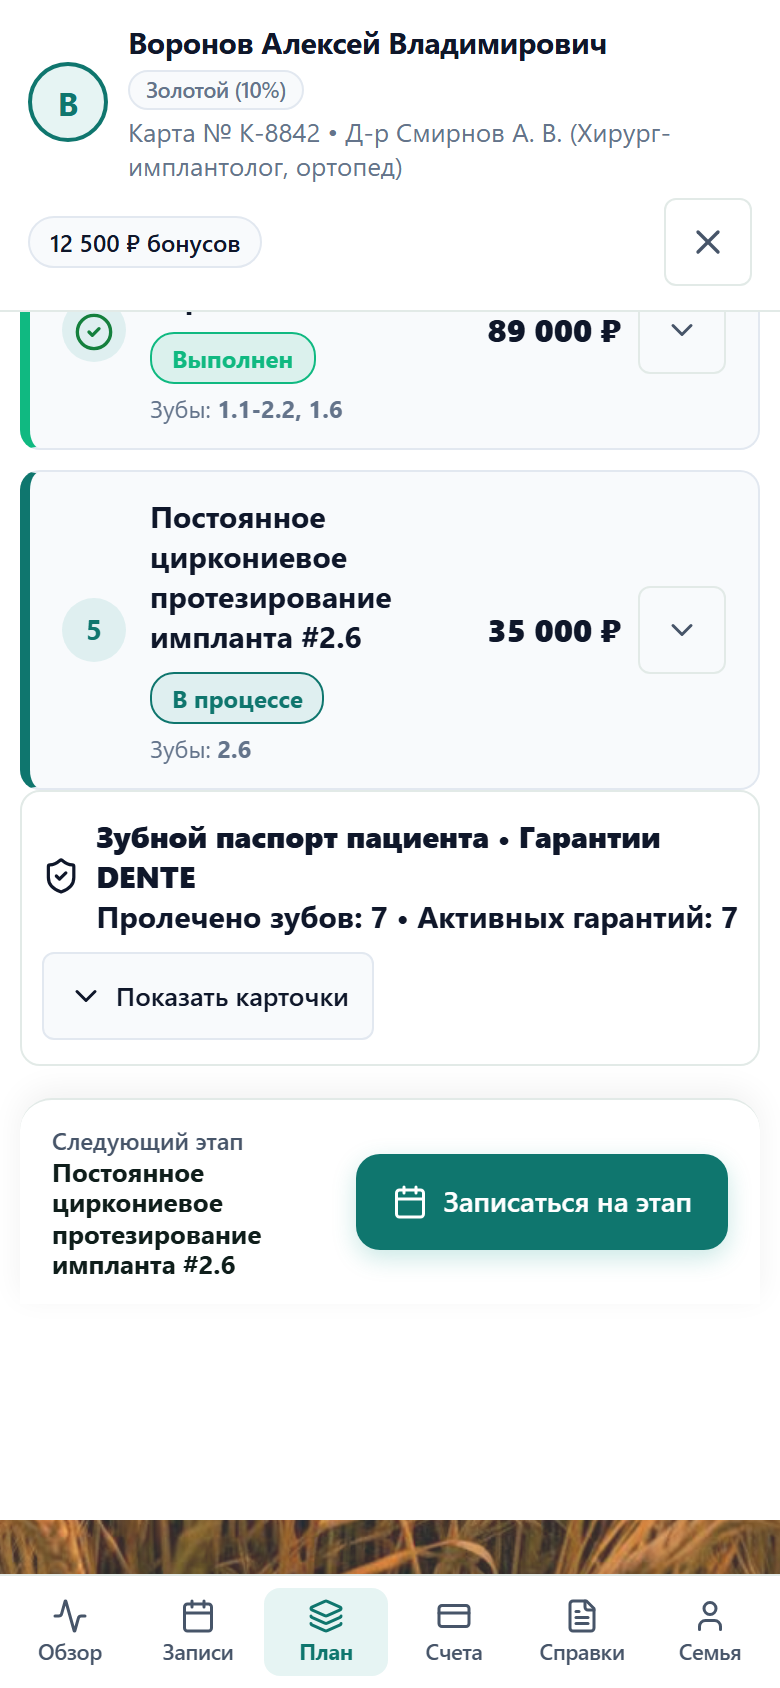 Воронов Алексей Владимирович
В
Золотой (10%)
Карта № К-8842 • Д-р Смирнов А. В. (Хирург-
имплантолог, ортопед)
12 500 ₽ бонусов
89 000 ₽
Выполнен
Зубы: 1.1-2.2, 1.6
Постоянное
циркониевое
протезирование
импланта #2.6
5
35 000 ₽
В процессе
Зубы: 2.6
Зубной паспорт пациента • Гарантии
DENTE
Пролечено зубов: 7 • Активных гарантий: 7
Показать карточки
Следующий этап
Постоянное
циркониевое
протезирование
импланта #2.6
Записаться на этап
Обзор
Записи
План
Счета
Справки
Семья